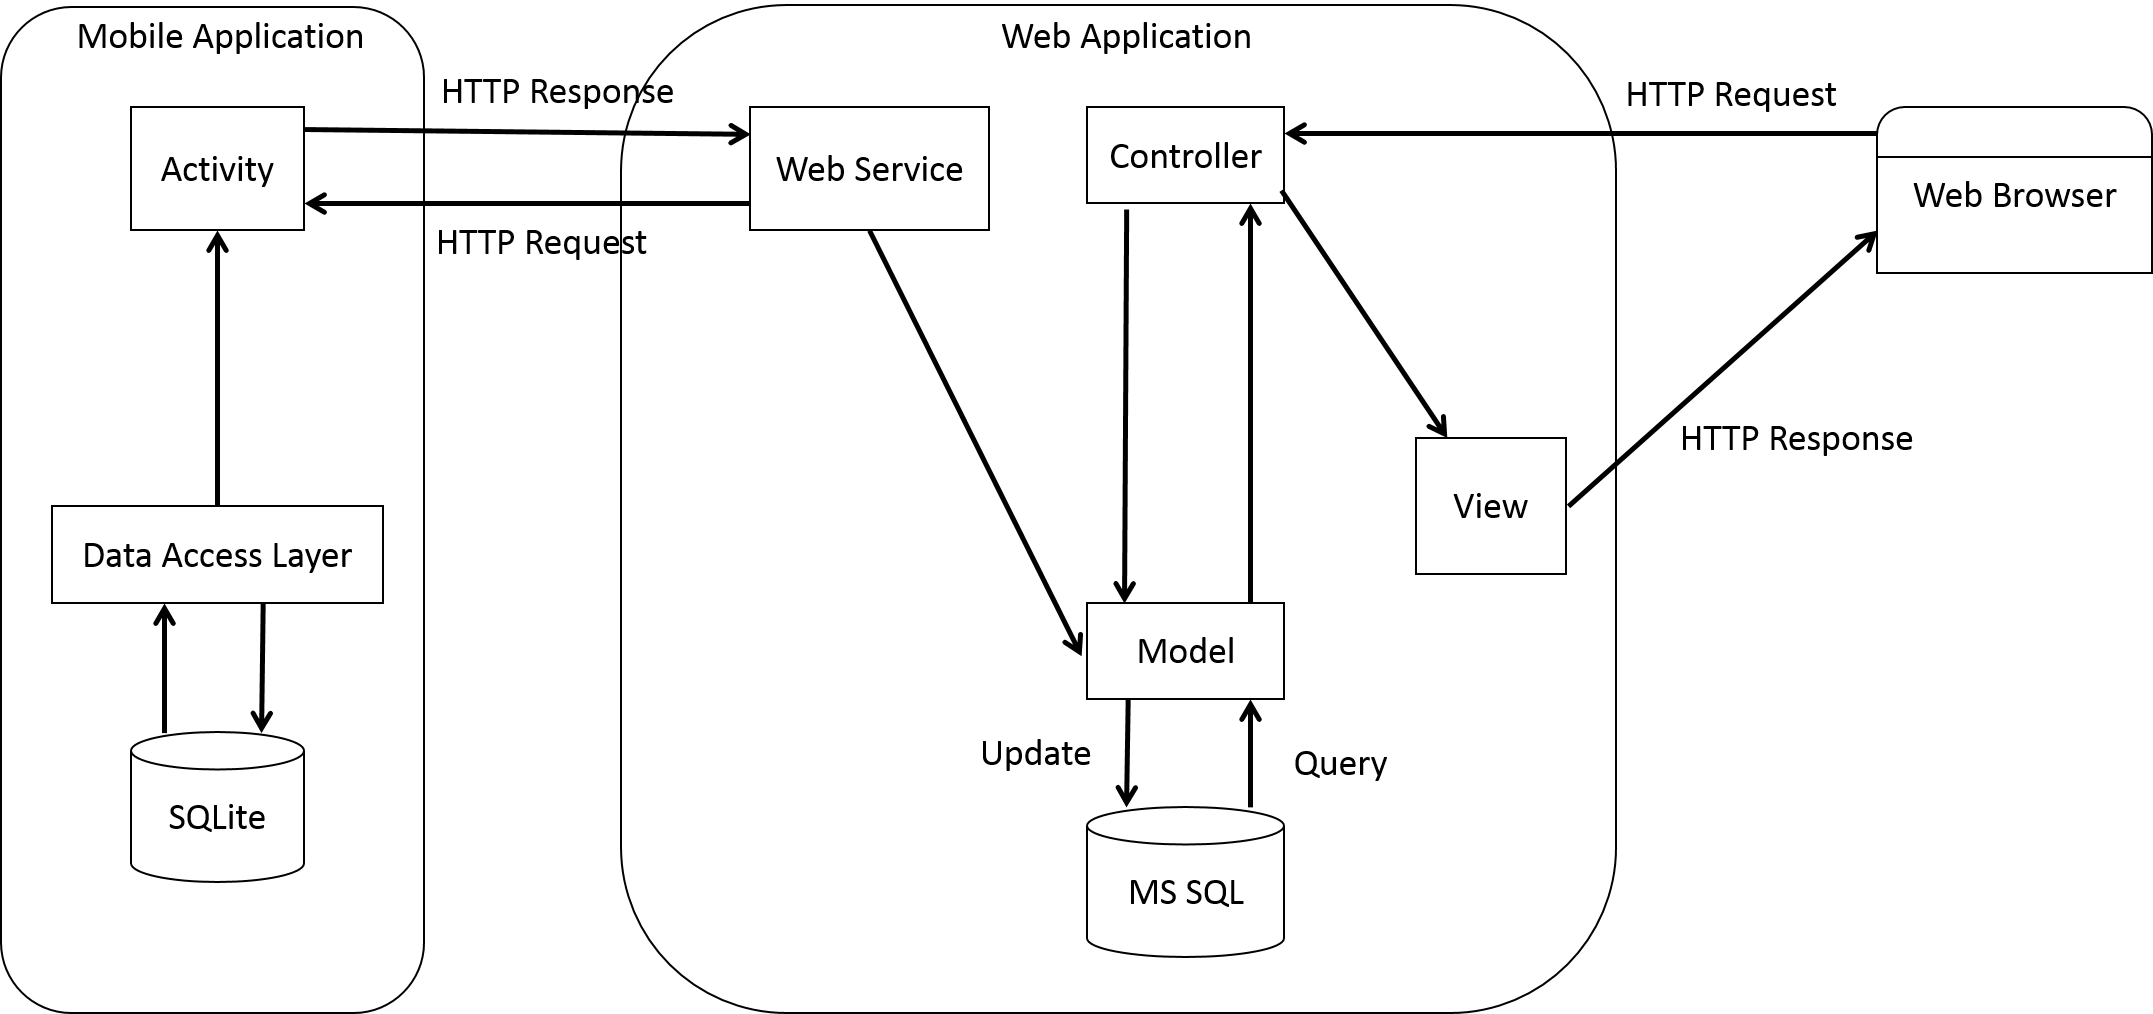 Mobile Application
Web Application
HTTP Response
HTTP Request
Activity
Web Service
Controller
Web Browser
HTTP Request
HTTP Response
View
Data Access Layer
Model
Update
Query
SQLite
MS SQL